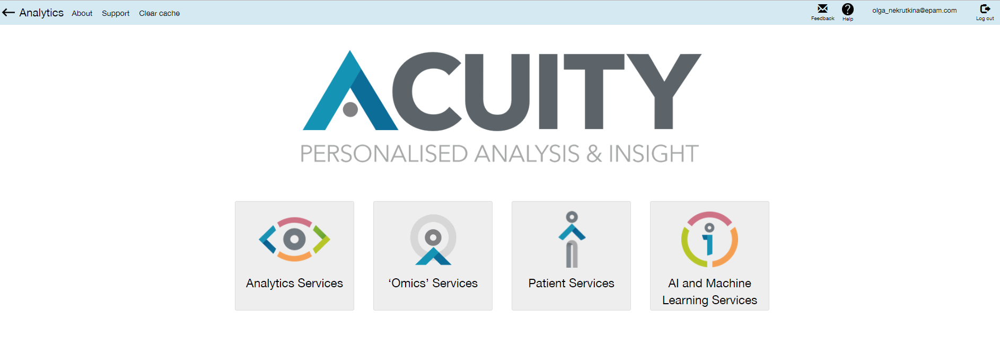 Analytics About Support Clear cache
Feedback
Help
olga_nekrutkina@epam.com
Log out
ACUITY
PERSONALISED ANALYSIS & INSIGHT
Analytics Services
‘Omics’ Services
Patient Services
AI and Machine
Learning Services